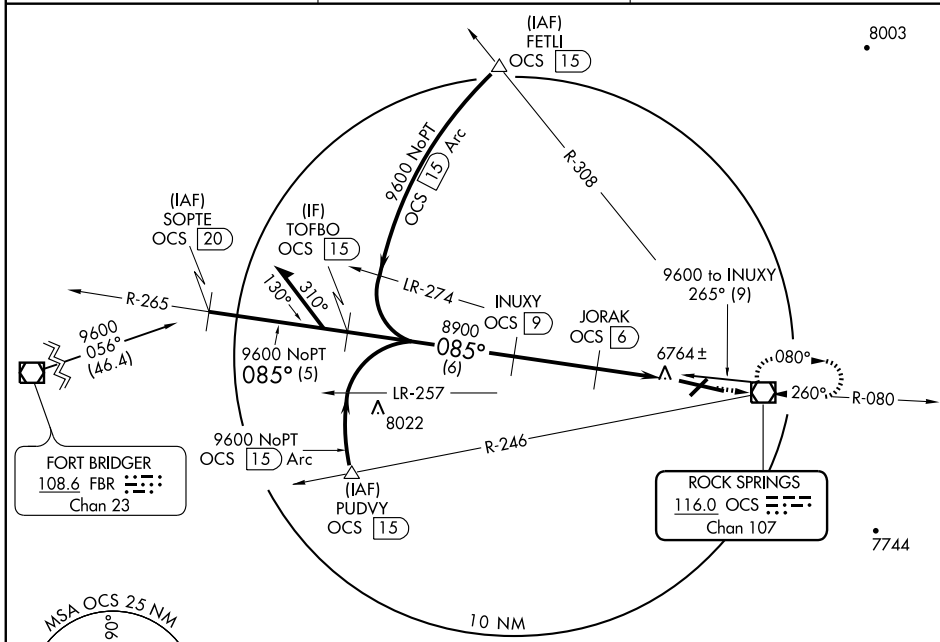 (IAF)
FETLI
OCS 15
8003
9600 NoPT
OCS 15 Arc
R-308
(IAF)
SOPTE
OCS 20
(IF)
TOFBO
OCS 15
9600 to INUXY
265° (9)
R-265
310°
130°
LR-274
INUXY
OCS 9
JORAK
OCS 6
9600
056°
(46.4)
8900
085°
(6)
6764±
080°
9600 NoPT
085° (5)
260°
R-080
LR-257
8022
9600 NoPT
OCS 15 Arc
R-246
FORT BRIDGER
108.6 FBR
Chan 23
(IAF)
PUDVY
OCS 15
ROCK SPRINGS
116.0 OCS
Chan 107
7744
MSA OCS 25 NM
10 NM